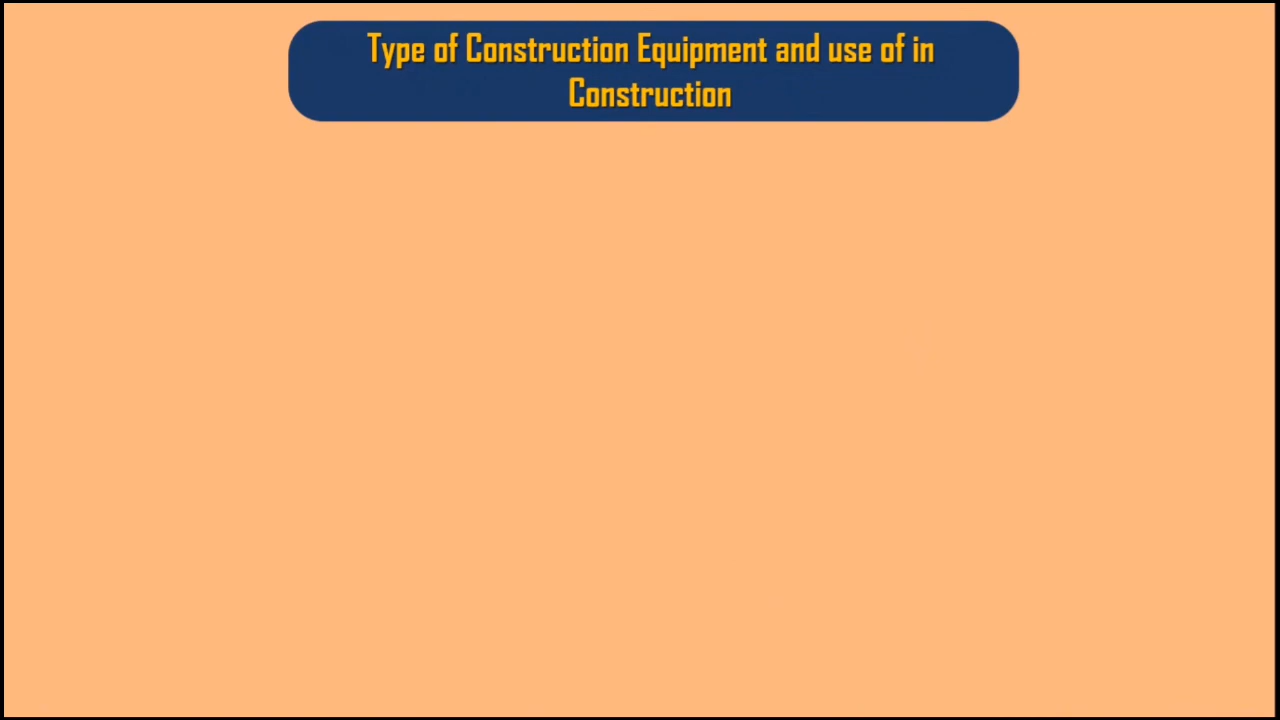 Type of Construction Equipment and use of in
Construction